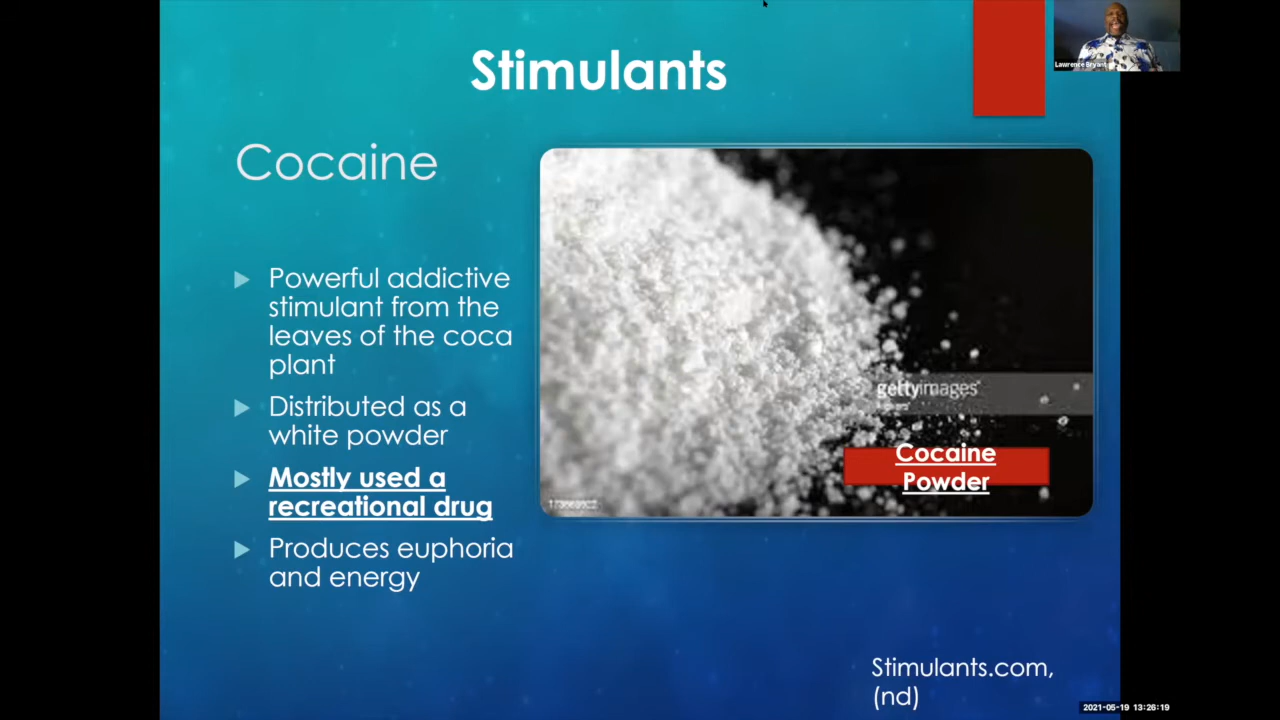 Stimulants
Lawrence Bryant
Cocaine
Powerful addictive
stimulant from the
leaves of the coca
plant
Distributed as a
white powder
Mostly used a
recreational drug
Produces euphoria
and energy
gettyimages
Cocaine
Powder
Stimulants.com,
(nd)
2021-05-19 13:26:19